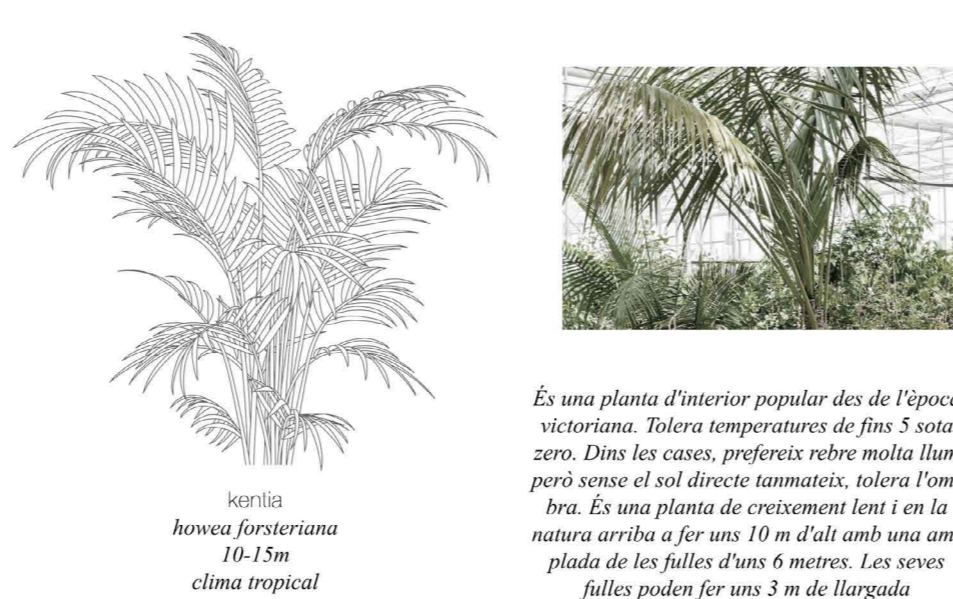 kentia
howea forsteriana
10-15m
clima tropical
És una planta d'interior popular des de l'època
victoriana. Tolera temperatures de fins 5 sota
zero. Dins les cases, prefereix rebre molta llum
però sense el sol directe tanmateix, tolera l'om
bra. És una planta de creixement lent i en la
natura arriba a fer uns 10 m d'alt amb una am
plada de les fulles d'uns 6 metres. Les seves
fulles poden fer uns 3 m de llargada